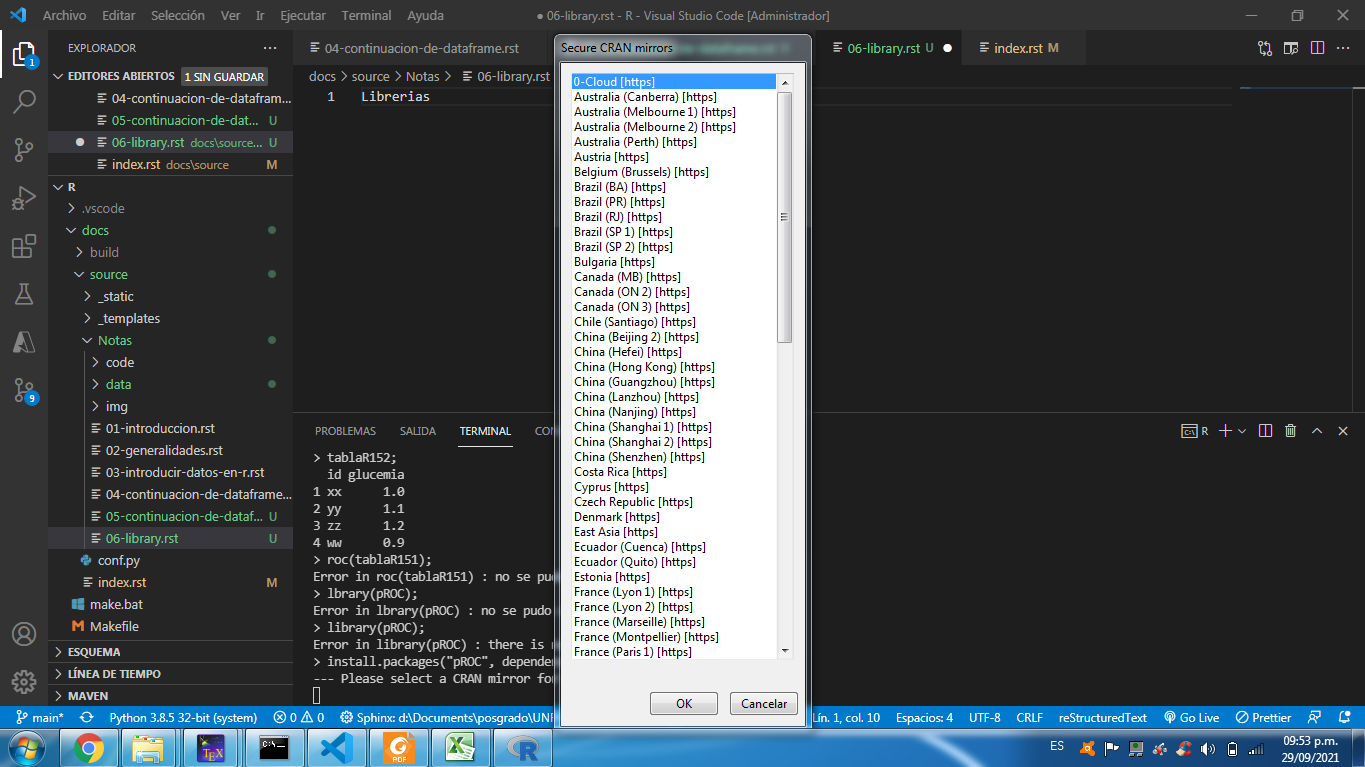 Archivo Editar Selección Ver Ir Ejecutar Terminal Ayuda
● 06-library.rst - R - Visual Studio Code [Administrador]
EXPLORADOR
EDITORES ABIERTOS 1 SIN GUARDAR
04-continuacion-de-datafram...
05-continuacion-de-dat... U
06-library.rst docs\source... U
index.rst docs\source M
R
.vscode
docs
build
source
_static
_templates
Notas
code
data
img
01-introduccion.rst
02-generalidades.rst
03-introducir-datos-en-r.rst
04-continuacion-de-dataframe...
05-continuacion-de-dataf... U
06-library.rst U
conf.py
index.rst M
make.bat
Makefile
ESQUEMA
LÍNEA DE TIEMPO
MAVEN
1
9
04-continuacion-de-dataframe.rst
06-library.rst U
index.rst M
docs > source > Notas > 06-library.rst
1 Librerias
Secure CRAN mirrors
0-Cloud [https]
Australia (Canberra) [https]
Australia (Melbourne 1) [https]
Australia (Melbourne 2) [https]
Australia (Perth) [https]
Austria [https]
Belgium (Brussels) [https]
Brazil (BA) [https]
Brazil (PR) [https]
Brazil (RJ) [https]
Brazil (SP 1) [https]
Brazil (SP 2) [https]
Bulgaria [https]
Canada (MB) [https]
Canada (ON 2) [https]
Canada (ON 3) [https]
Chile (Santiago) [https]
China (Beijing 2) [https]
China (Hefei) [https]
China (Hong Kong) [https]
China (Guangzhou) [https]
China (Lanzhou) [https]
China (Nanjing) [https]
China (Shanghai 1) [https]
China (Shanghai 2) [https]
China (Shenzhen) [https]
Costa Rica [https]
Cyprus [https]
Czech Republic [https]
Denmark [https]
East Asia [https]
Ecuador (Cuenca) [https]
Ecuador (Quito) [https]
Estonia [https]
France (Lyon 1) [https]
France (Lyon 2) [https]
France (Marseille) [https]
France (Montpellier) [https]
France (Paris 1) [https]
OK Cancelar
PROBLEMAS SALIDA TERMINAL CON
R
> tablaR152;
id glucemia
1 xx 1.0
2 yy 1.1
3 zz 1.2
4 ww 0.9
> roc(tablaR151);
Error in roc(tablaR151) : no se pud
> lbrary(pROC);
Error in lbrary(pROC) : no se pudo
> library(pROC);
Error in library(pROC) : there is
> install.packages("pROC", depende
--- Please select a CRAN mirror fo
main* Python 3.8.5 32-bit (system) 0 0 Sphinx: d:\Documents\posgrado\UN
Lín. 1, col. 10 Espacios: 4 UTF-8 CRLF reStructuredText Go Live Prettier
TEX
PDF
R
ES
09:53 p.m.
29/09/2021